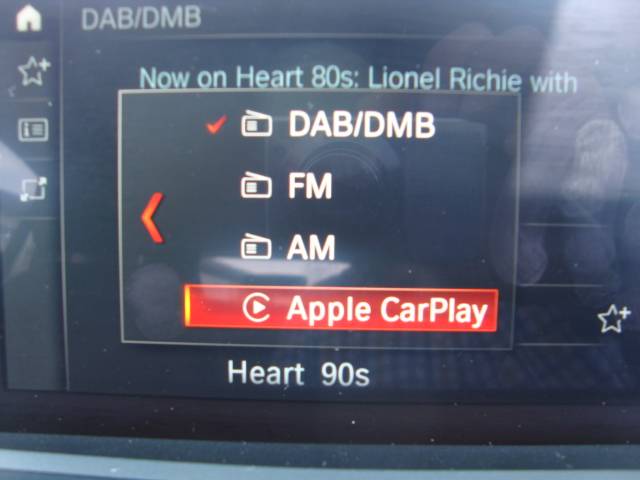 DAB/DMB
Now on Heart 80s: Lionel Richie with
DAB/DMB
FM
AM
Apple CarPlay
Heart 90s